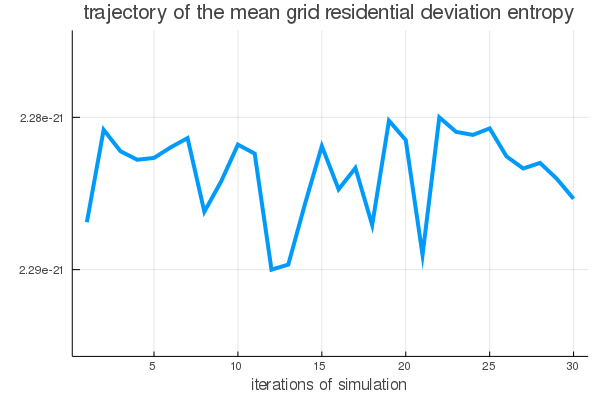 trajectory of the mean grid residential deviation entropy
2.28e-21
2.29e-21
5 10 15 20 25 30
iterations of simulation